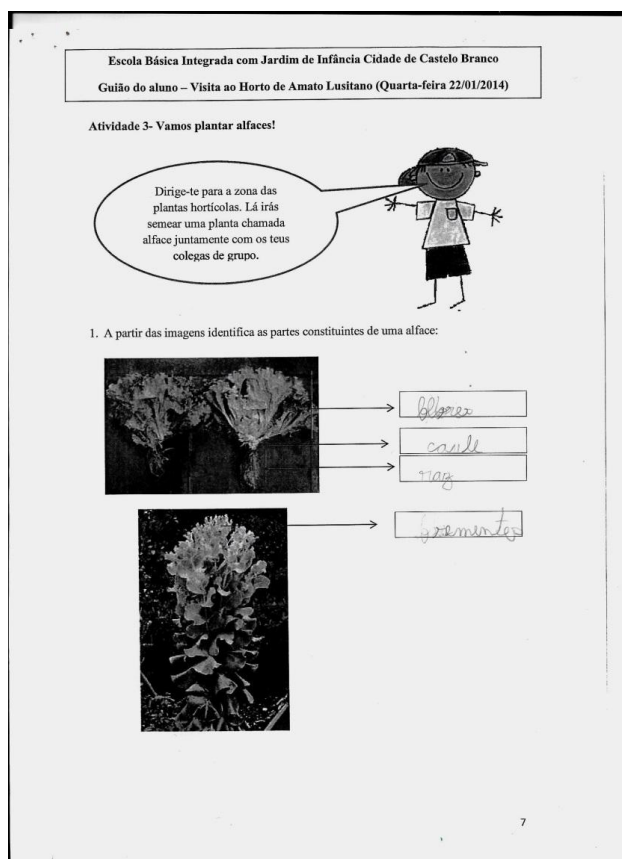 Escola Básica Integrada com Jardim de Infância Cidade de Castelo Branco
Guião do aluno – Visita ao Horto de Amato Lusitano (Quarta-feira 22/01/2014)
Atividade 3- Vamos plantar alfaces!
Dirige-te para a zona das
plantas hortícolas. Lá irás
semear uma planta chamada
alface juntamente com os teus
colegas de grupo.
1. A partir das imagens identifica as partes constituintes de uma alface:
caule
raiz
7